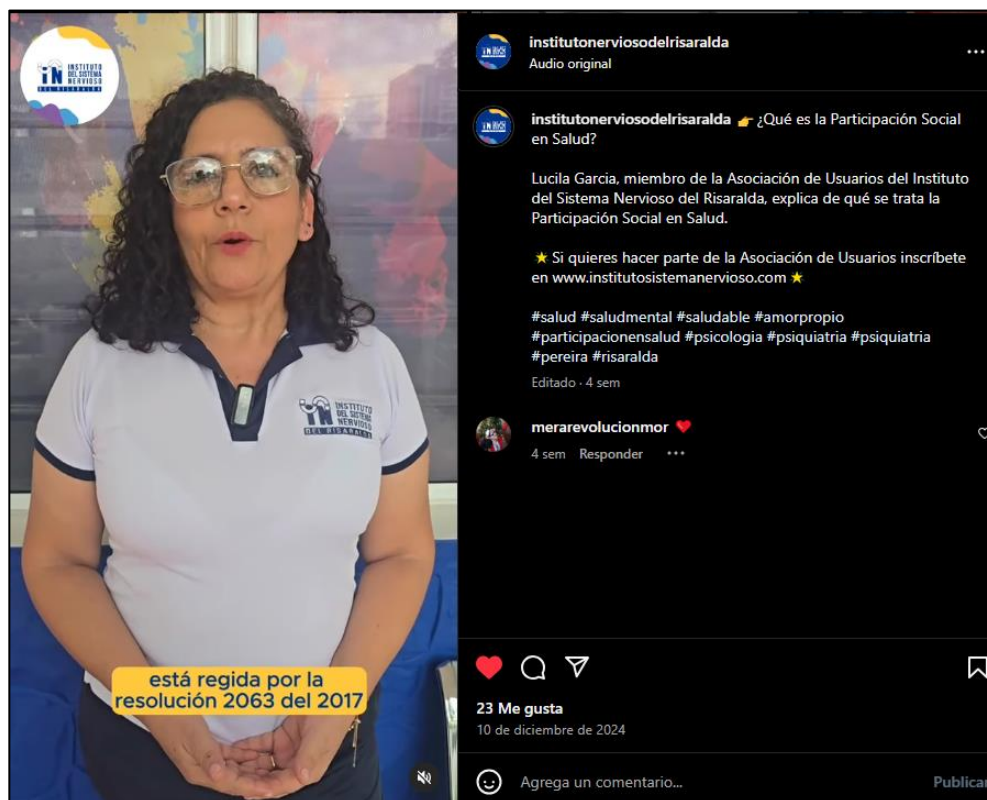 INSTITUTO
DEL SISTEMA
NERVIOSO
DEL RISARALDA
INSTITUTO
DEL SISTEMA
NERVIOSO
DEL RISARALDA
está regida por la
resolución 2063 del 2017
institutonerviosodelrisaralda
Audio original
institutonerviosodelrisaralda 👉 ¿Qué es la Participación Social
en Salud?
Lucila Garcia, miembro de la Asociación de Usuarios del Instituto
del Sistema Nervioso del Risaralda, explica de qué se trata la
Participación Social en Salud.
⭐ Si quieres hacer parte de la Asociación de Usuarios inscríbete
en www.institutosistemanervioso.com ⭐
#salud #saludmental #saludable #amorpropio
#participacionensalud #psicologia #psiquiatria #psiquiatria
#pereira #risaralda
Editado · 4 sem
merarevolucionmor ❤️
4 sem Responder
23 Me gusta
10 de diciembre de 2024
Agrega un comentario...
Publicar